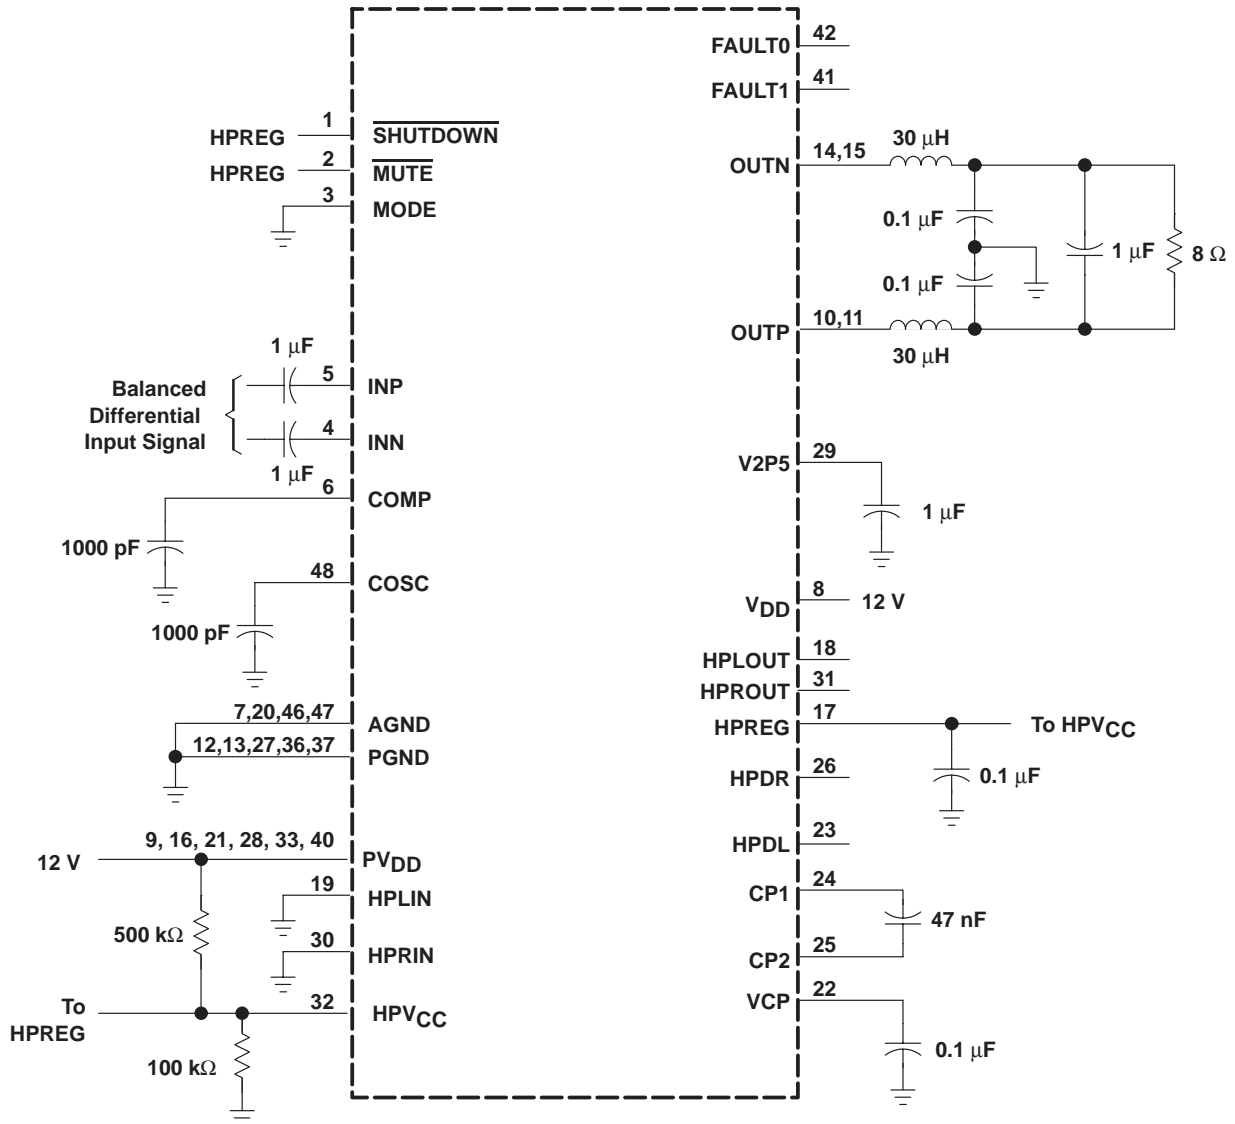 FAULT0
42
FAULT1
41
HPREG
1
SHUTDOWN
HPREG
2
MUTE
3
MODE
OUTN
14,15
30 μH
0.1 μF
0.1 μF
1 μF
8 Ω
OUTP
10,11
30 μH
Balanced
Differential
Input Signal
1 μF
5
INP
4
INN
1 μF
6
COMP
1000 pF
48
COSC
1000 pF
V2P5
29
1 μF
VDD
8
12 V
HPLOUT
18
HPROUT
31
HPREG
17
To HPVCC
0.1 μF
7,20,46,47
AGND
12,13,27,36,37
PGND
HPDR
26
HPDL
23
12 V
9, 16, 21, 28, 33, 40
PVDD
19
HPLIN
500 kΩ
30
HPRIN
CP1
24
47 nF
CP2
25
To
HPREG
32
HPVCC
100 kΩ
VCP
22
0.1 μF